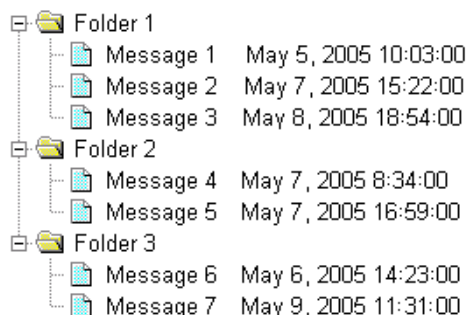 Folder 1
Message 1 May 5, 2005 10:03:00
Message 2 May 7, 2005 15:22:00
Message 3 May 8, 2005 18:54:00
Folder 2
Message 4 May 7, 2005 8:34:00
Message 5 May 7, 2005 16:59:00
Folder 3
Message 6 May 6, 2005 14:23:00
Message 7 May 9, 2005 11:31:00